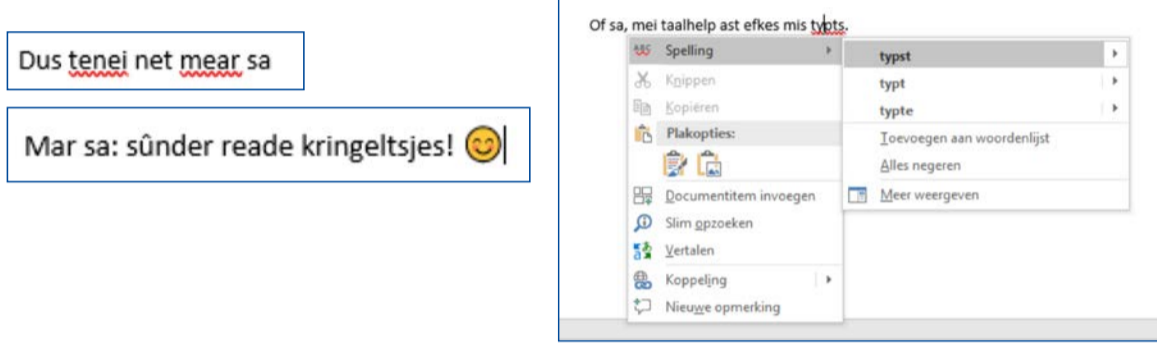 Dus tenei net mear sa
Mar sa: sûnder reade kringeltsjes! 😊
Of sa, mei taalhelp ast efkes mis typts.
ABC Spelling
Knippen
Kopiëren
Plakopties:
Documentitem invoegen
Slim opzoeken
Vertalen
Koppeling
Nieuwe opmerking
typst
typt
typte
Toevoegen aan woordenlijst
Alles negeren
Meer weergeven